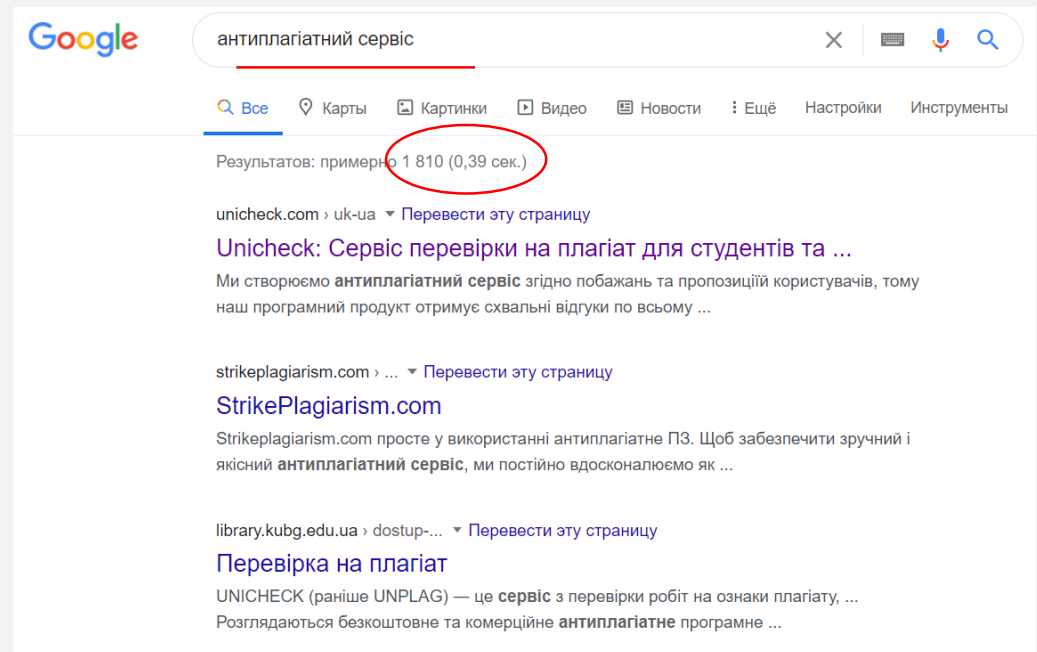 Google
антиплагіатний сервіс
Все Карты Картинки Видео Новости Ещё Настройки Инструменты
Результатов: примерно 1 810 (0,39 сек.)
unicheck.com › uk-ua Перевести эту страницу
Unicheck: Сервіс перевірки на плагіат для студентів та ...
Ми створюємо антиплагіатний сервіс згідно побажань та пропозиціїй користувачів, тому
наш програмний продукт отримує схвальні відгуки по всьому ...
strikeplagiarism.com › ... Перевести эту страницу
StrikePlagiarism.com
Strikeplagiarism.com просте у використанні антиплагіатне ПЗ. Щоб забезпечити зручний і
якісний антиплагіатний сервіс, ми постійно вдосконалюємо як ...
library.kubg.edu.ua › dostup-... Перевести эту страницу
Перевірка на плагіат
UNICHECK (раніше UNPLAG) — це сервіс з перевірки робіт на ознаки плагіату, ...
Розглядаються безкоштовне та комерційне антиплагіатне програмне ...